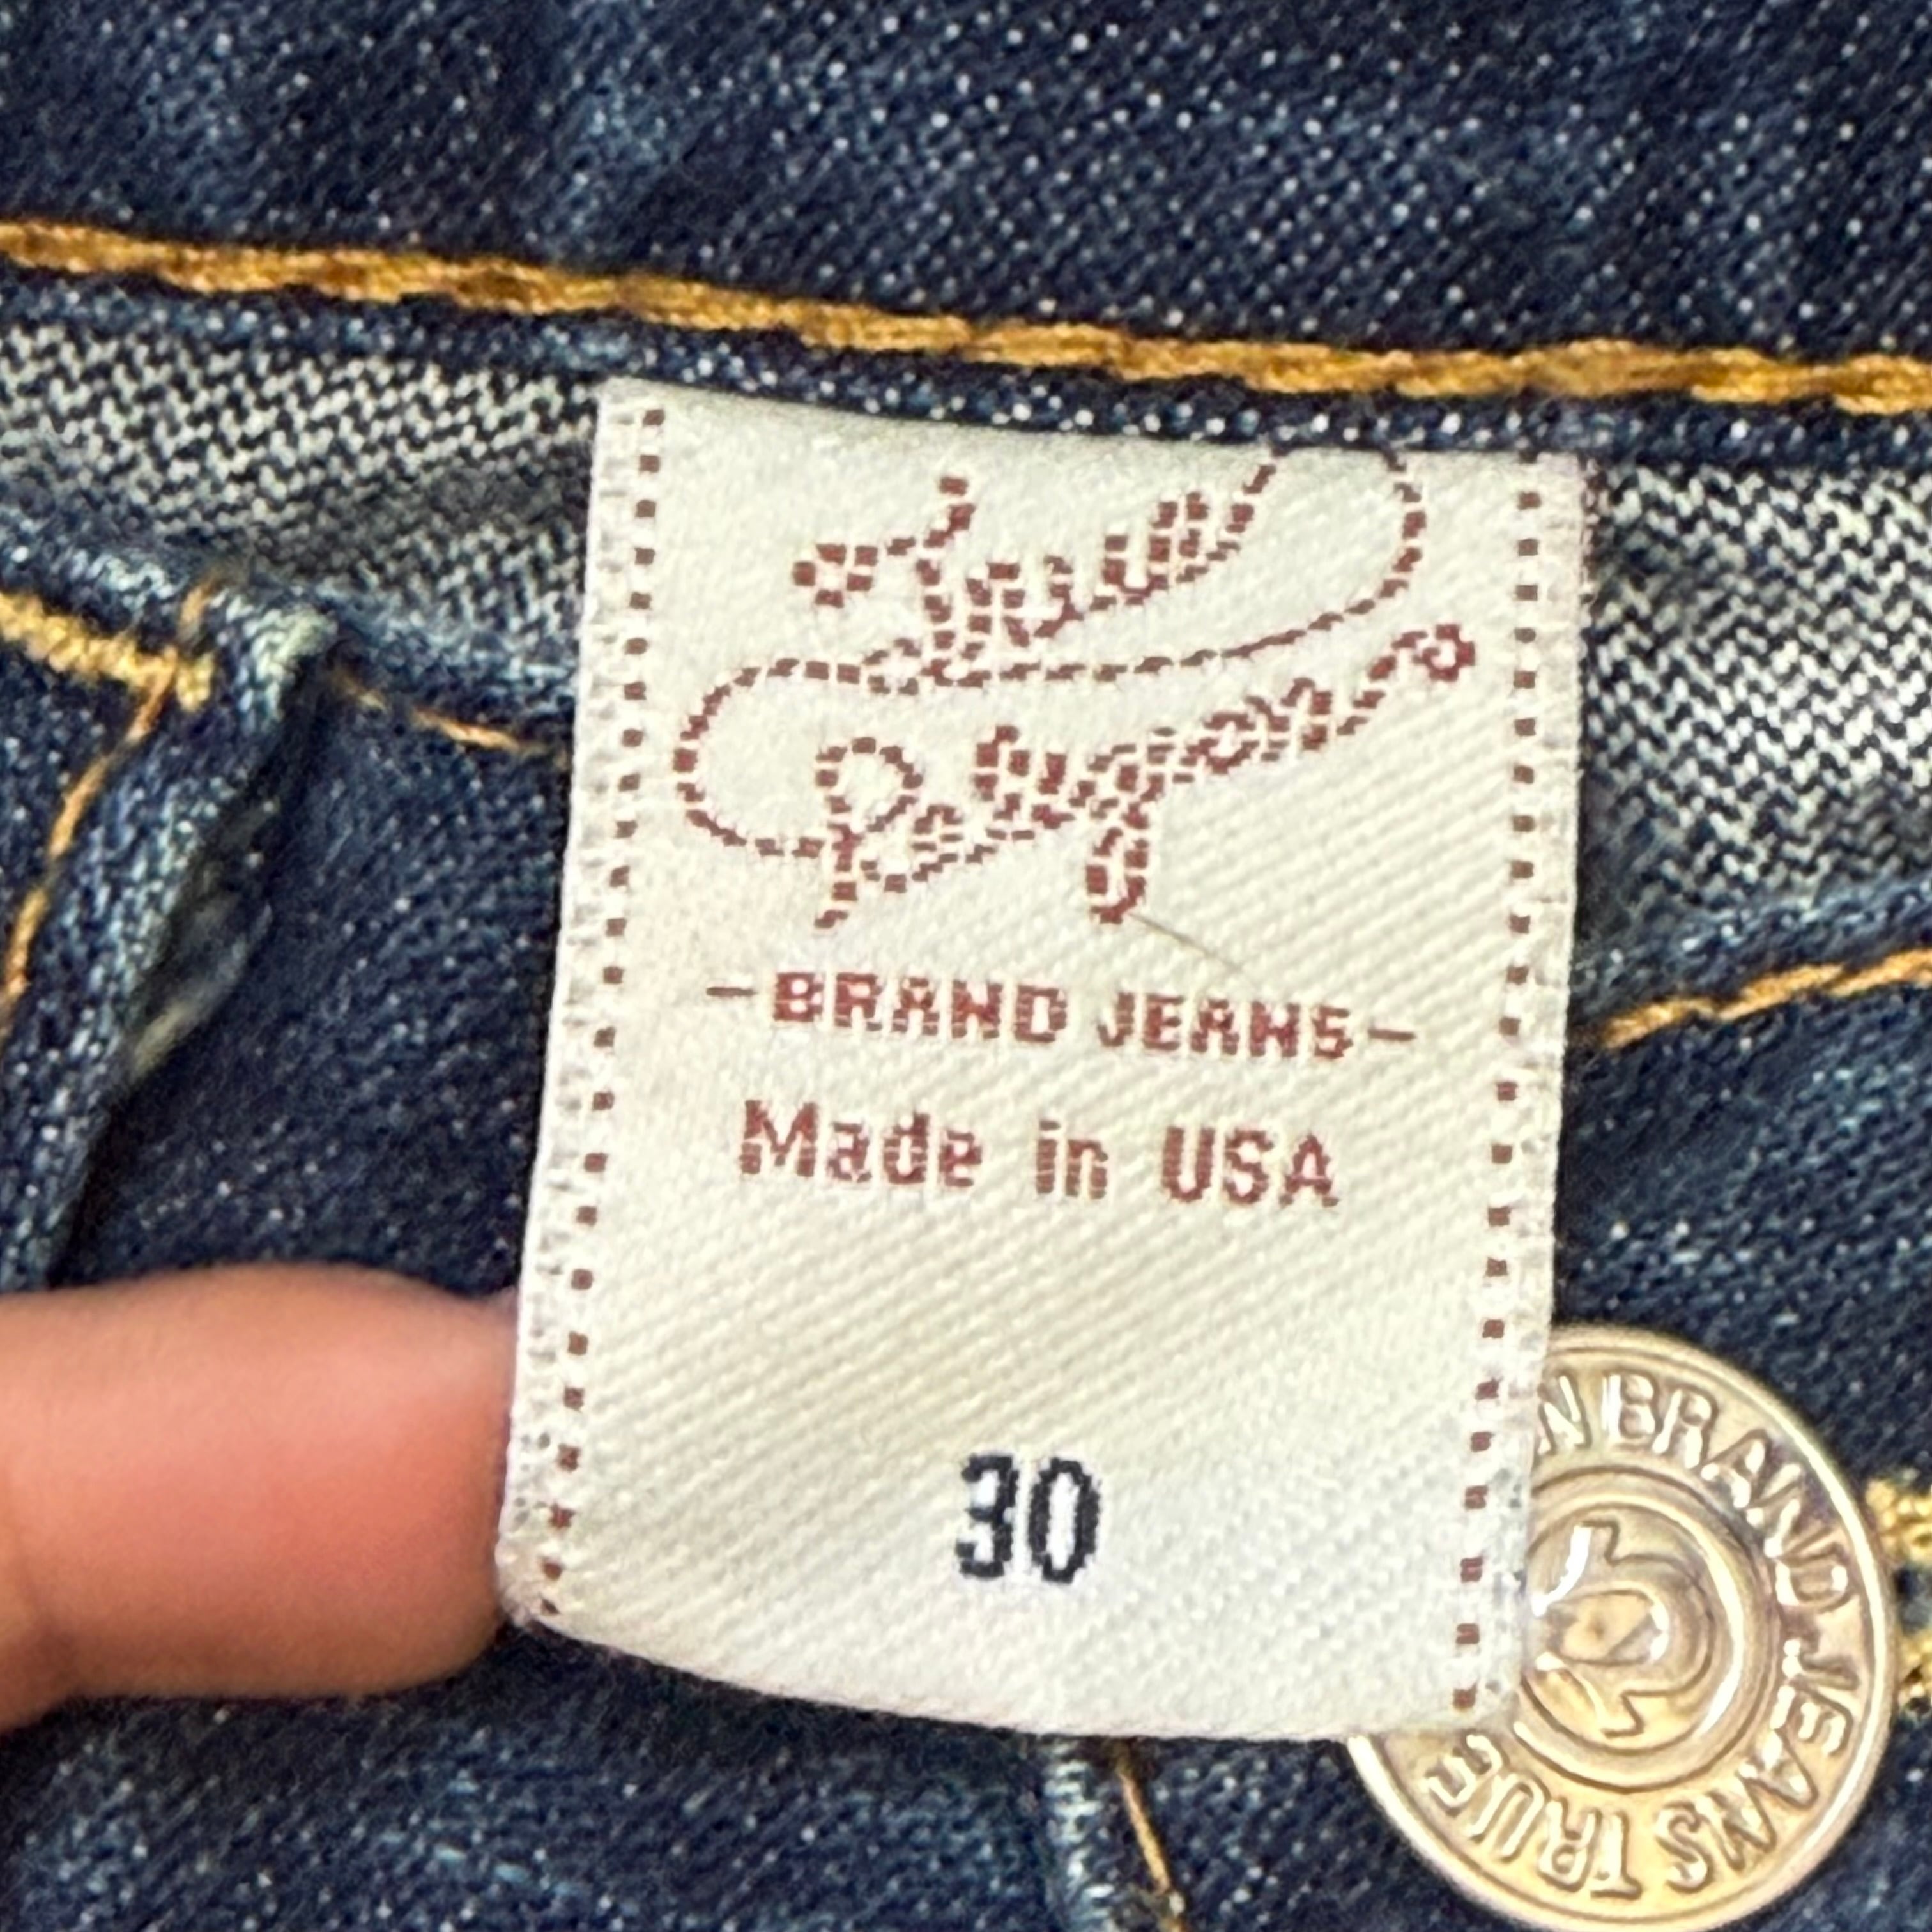 True
Religion
-BRAND JEANS-
Made in USA
30
N BRAND JEANS TRUE